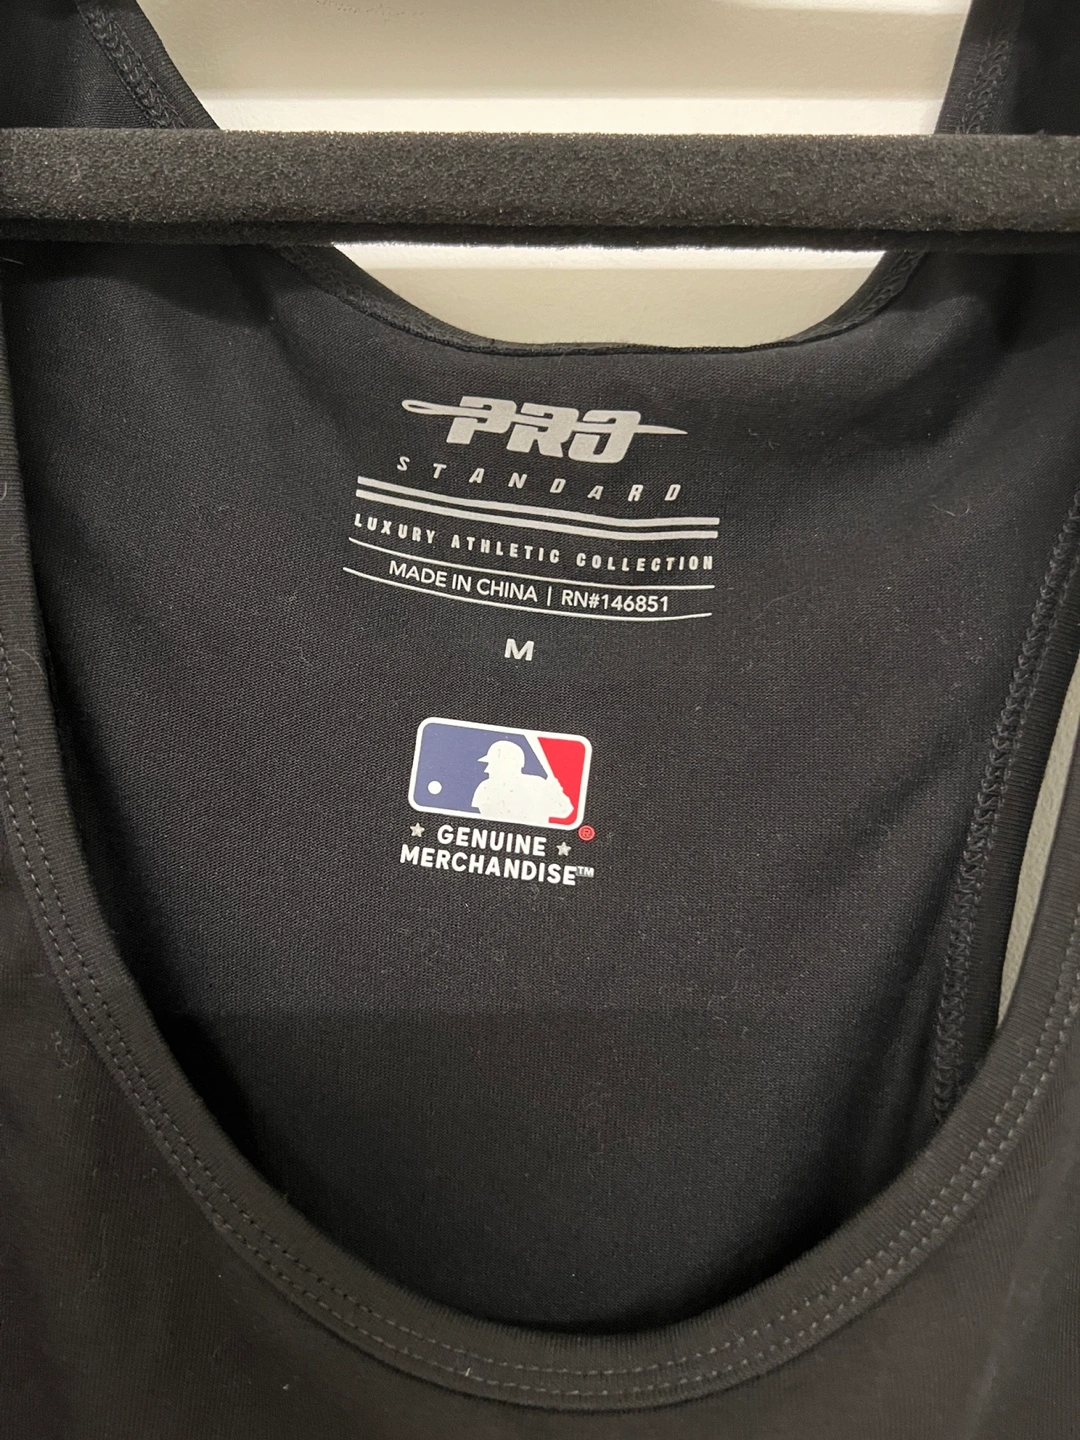 PRO
STANDARD
LUXURY ATHLETIC COLLECTION
MADE IN CHINA | RN#146851
M
®
GENUINE
MERCHANDISE™